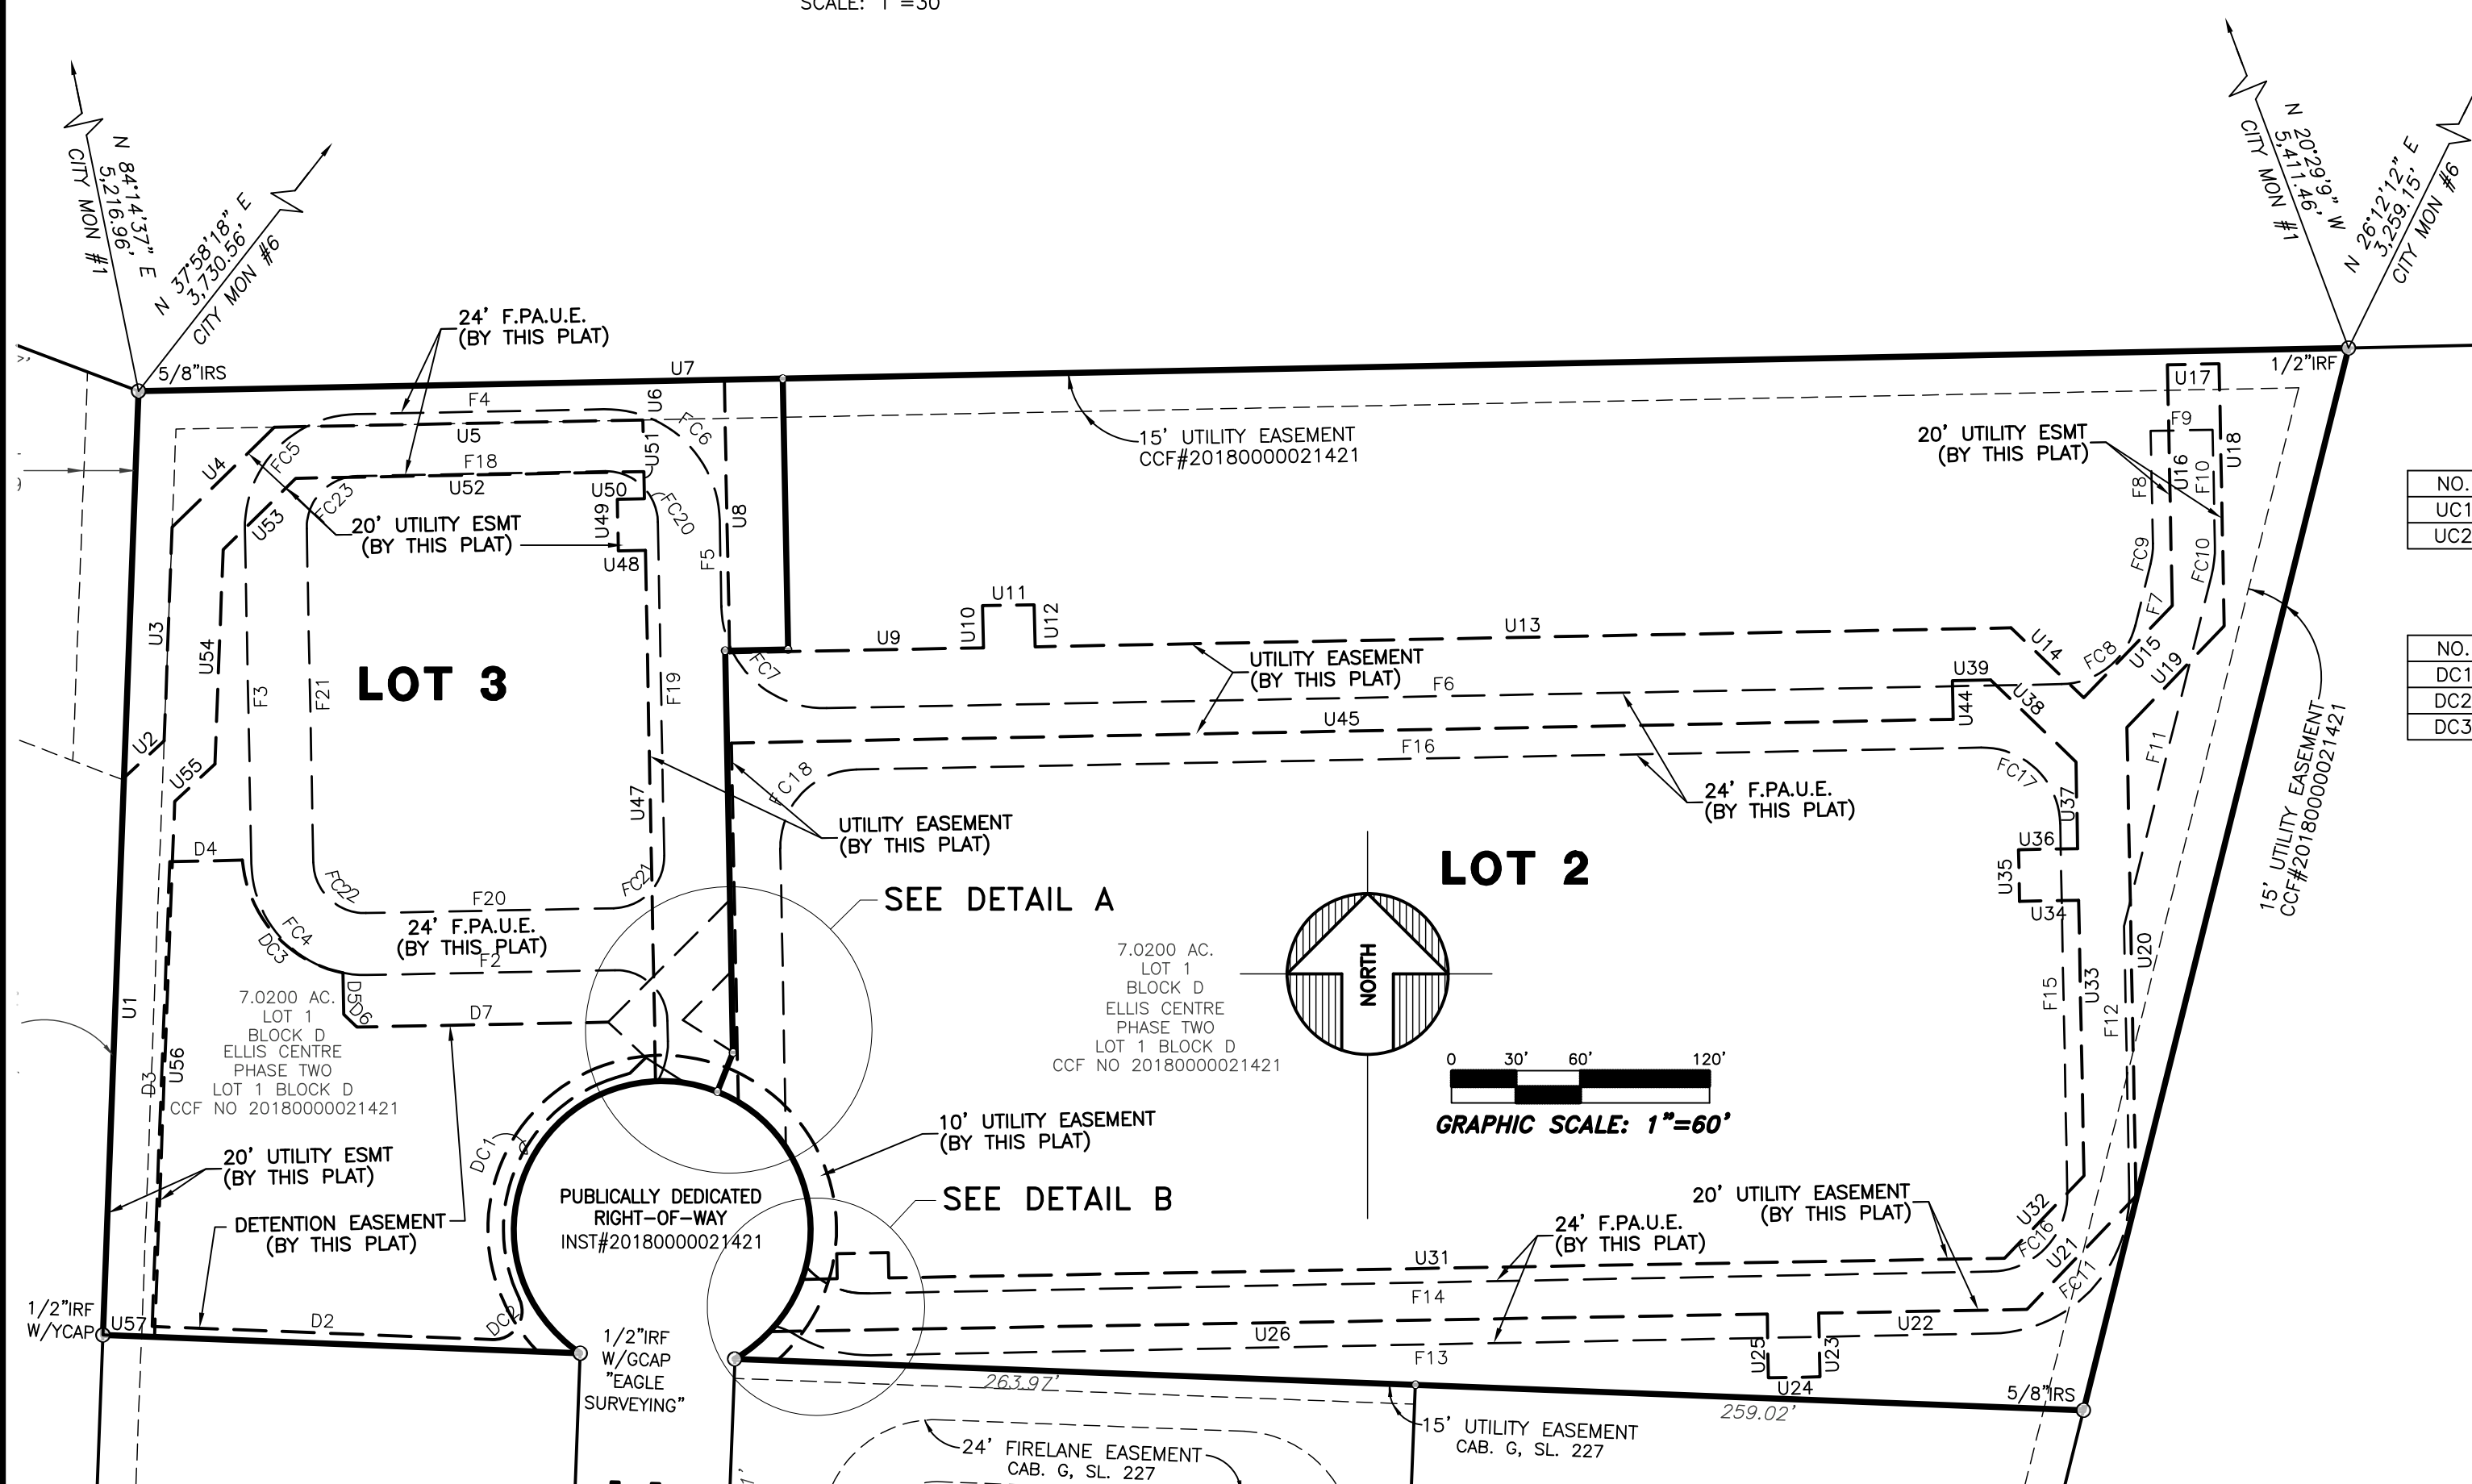 SCALE: 1"=30'
N 84°14'37" E
5,216.96'
CITY MON #1
N 37°58'18" E
3,730.56'
CITY MON #6
N 20°29'9" W
5,411.46'
CITY MON #1
N 26°12'12" E
3,259.15'
CITY MON #6
24' F.PA.U.E.
(BY THIS PLAT)
5/8"IRS
U7
1/2"IRF
U17
F4
U6
FC6
U5
F9
15' UTILITY EASEMENT
CCF#20180000021421
20' UTILITY ESMT
(BY THIS PLAT)
U4
FC5
F18
U51
U18
U16
F10
F8
U52
U50
NO.
UC1
UC2
FC23
U53
U49
FC20
U8
20' UTILITY ESMT
(BY THIS PLAT)
U48
F5
FC9
FC10
U11
U10
U12
F7
U3
U9
U13
U14
NO.
DC1
DC2
DC3
U54
FC7
UTILITY EASEMENT
(BY THIS PLAT)
FC8
U15
U19
LOT 3
F3
F21
F19
F6
U39
U38
U44
U45
U2
F16
F11
U55
FC18
FC17
24' F.PA.U.E.
(BY THIS PLAT)
U47
U37
15' UTILITY EASEMENT
CCF#20180000021421
UTILITY EASEMENT
(BY THIS PLAT)
D4
U36
LOT 2
U35
FC22
FC21
SEE DETAIL A
F20
U34
24' F.PA.U.E.
(BY THIS PLAT)
FC4
DC3
F2
U20
7.0200 AC.
LOT 1
BLOCK D
ELLIS CENTRE
PHASE TWO
LOT 1 BLOCK D
CCF NO 20180000021421
NORTH
F15
U33
U1
7.0200 AC.
LOT 1
BLOCK D
ELLIS CENTRE
PHASE TWO
LOT 1 BLOCK D
CCF NO 20180000021421
D5
D6
D7
F12
0 30' 60' 120'
GRAPHIC SCALE: 1"=60'
U56
D3
10' UTILITY EASEMENT
(BY THIS PLAT)
DC1
20' UTILITY ESMT
(BY THIS PLAT)
PUBLICALLY DEDICATED
RIGHT-OF-WAY
INST#20180000021421
SEE DETAIL B
20' UTILITY EASEMENT
(BY THIS PLAT)
DETENTION EASEMENT
(BY THIS PLAT)
24' F.PA.U.E.
(BY THIS PLAT)
U32
FC16
U31
U21
FC11
F14
1/2"IRF
W/YCAP
U57
D2
DC2
1/2"IRF
W/GCAP
"EAGLE
SURVEYING"
U26
U22
F13
U25
U23
U24
263.97'
5/8"IRS
259.02'
15' UTILITY EASEMENT
CAB. G, SL. 227
24' FIRELANE EASEMENT
CAB. G, SL. 227